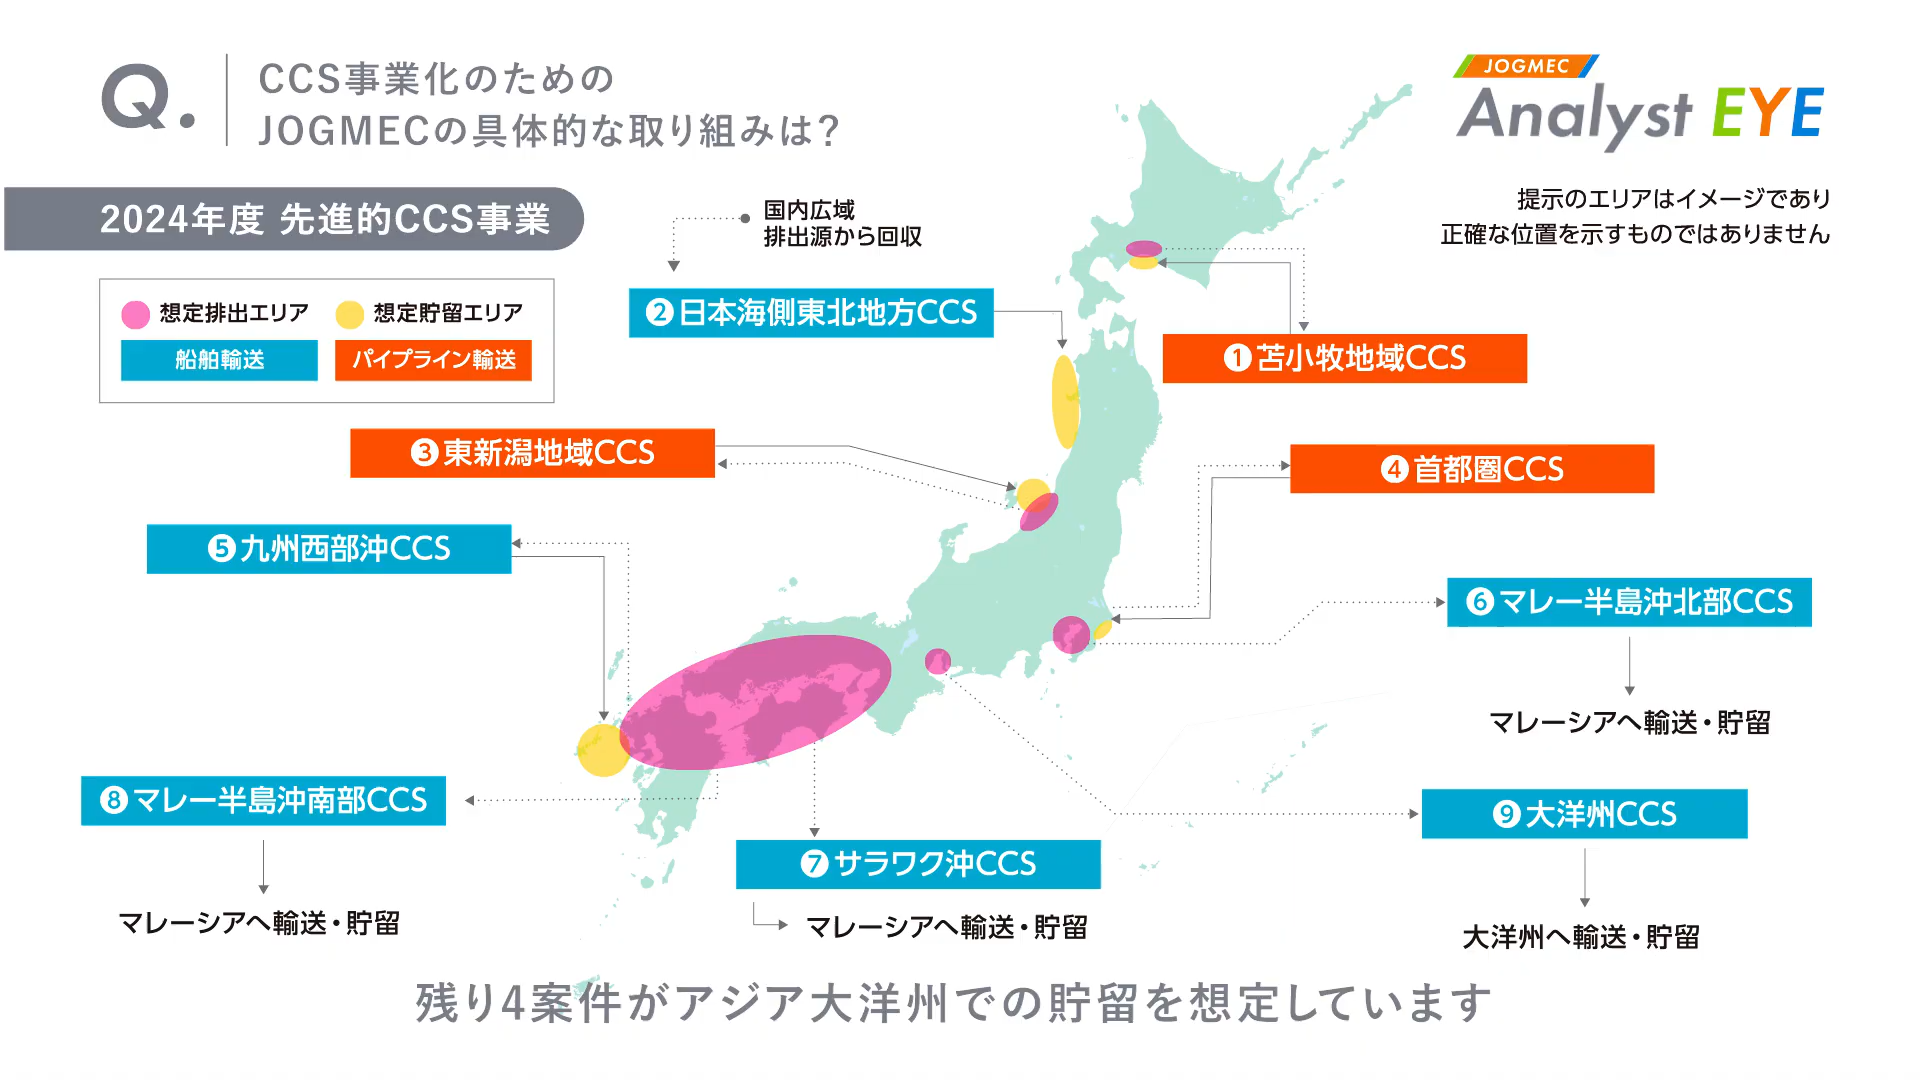 Q.
CCS事業化のための
JOGMECの具体的な取り組みは？
JOGMEC
Analyst EYE
2024年度 先進的CCS事業
提示のエリアはイメージであり
正確な位置を示すものではありません
想定排出エリア
想定貯留エリア
船舶輸送
パイプライン輸送
国内広域
排出源から回収
❷日本海側東北地方CCS
❶苫小牧地域CCS
❸東新潟地域CCS
❹首都圏CCS
❺九州西部沖CCS
❻マレー半島沖北部CCS
マレーシアへ輸送・貯留
❽マレー半島沖南部CCS
マレーシアへ輸送・貯留
❼サラワク沖CCS
マレーシアへ輸送・貯留
❾大洋州CCS
大洋州へ輸送・貯留
残り4案件がアジア大洋州での貯留を想定しています